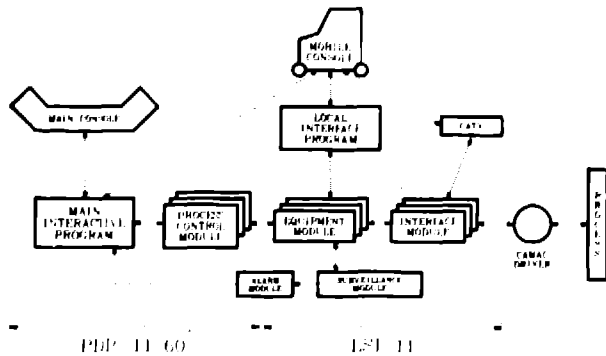 MOBILE
CONSOLE
MAIN CONSOLE
LOCAL
INTERFACE
PROGRAM
MAIN
INTERACTIVE
PROGRAM
PROCESS
CONTROL
MODULE
EQUIPMENT
MODULE
INTERFACE
MODULE
CAMAC
DRIVER
PROCESS
ALARM
MODULE
SURVEILLANCE
MODULE
PDP 11 60
LSI 11